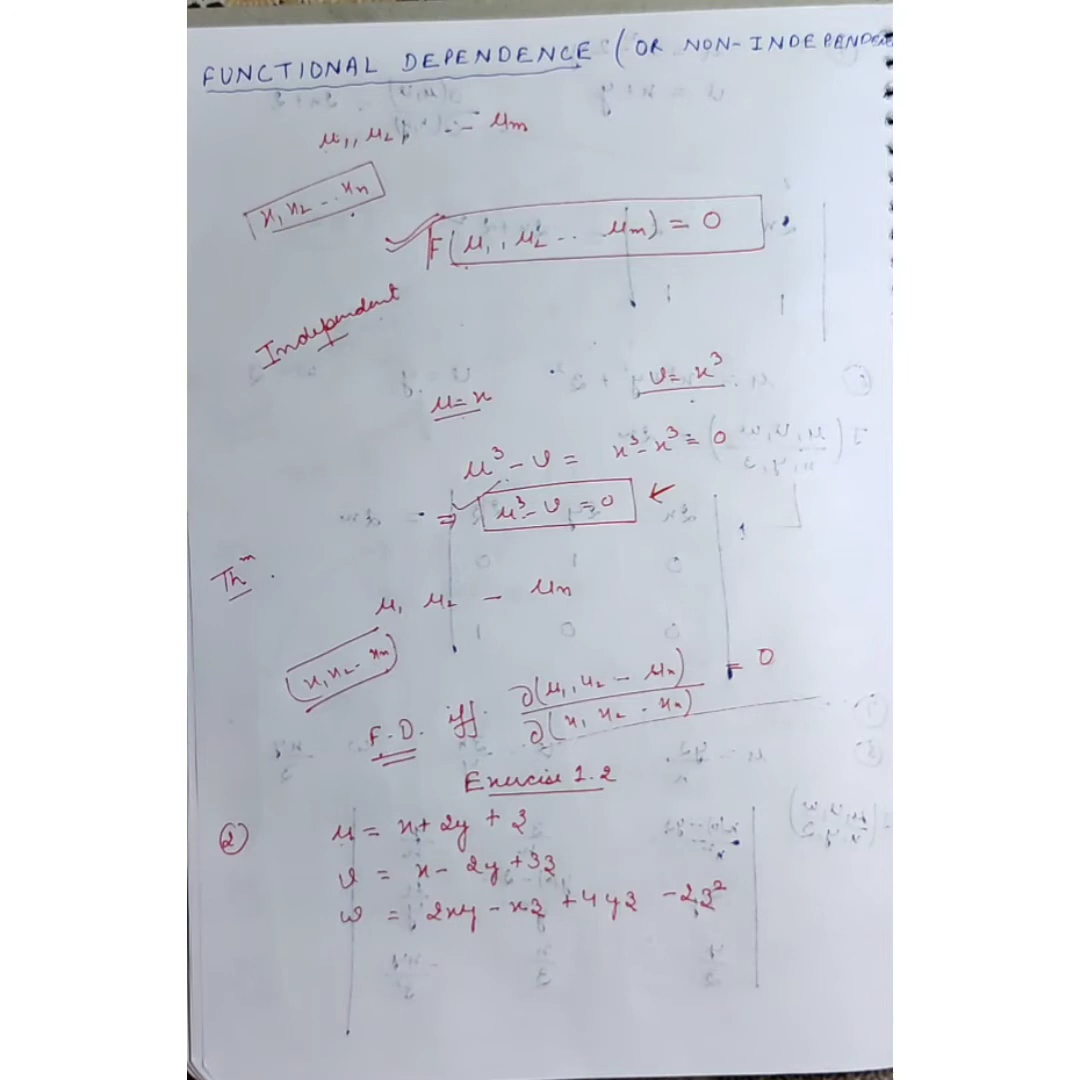 FUNCTIONAL DEPENDENCE (OR NON-INDEPENDE
u₁, u₂, -- uₘ
x₁ x₂ -- xₙ
F(u₁, u₂ -- uₘ) = 0
Independent
u = x v = x³
u³ - v = x³ - x³ = 0
⇒ u³ - v = 0 ←
Thᵐ.
u₁ u₂ - uₙ
(x₁ x₂ - xₙ)
F.D. iff ∂(u₁, u₂ - uₙ) / ∂(x₁ x₂ - xₙ) = 0
Exercise 1.2
② u = x + 2y + z
v = x - 2y + 3z
w = 2xy - xz + 4yz - 2z²